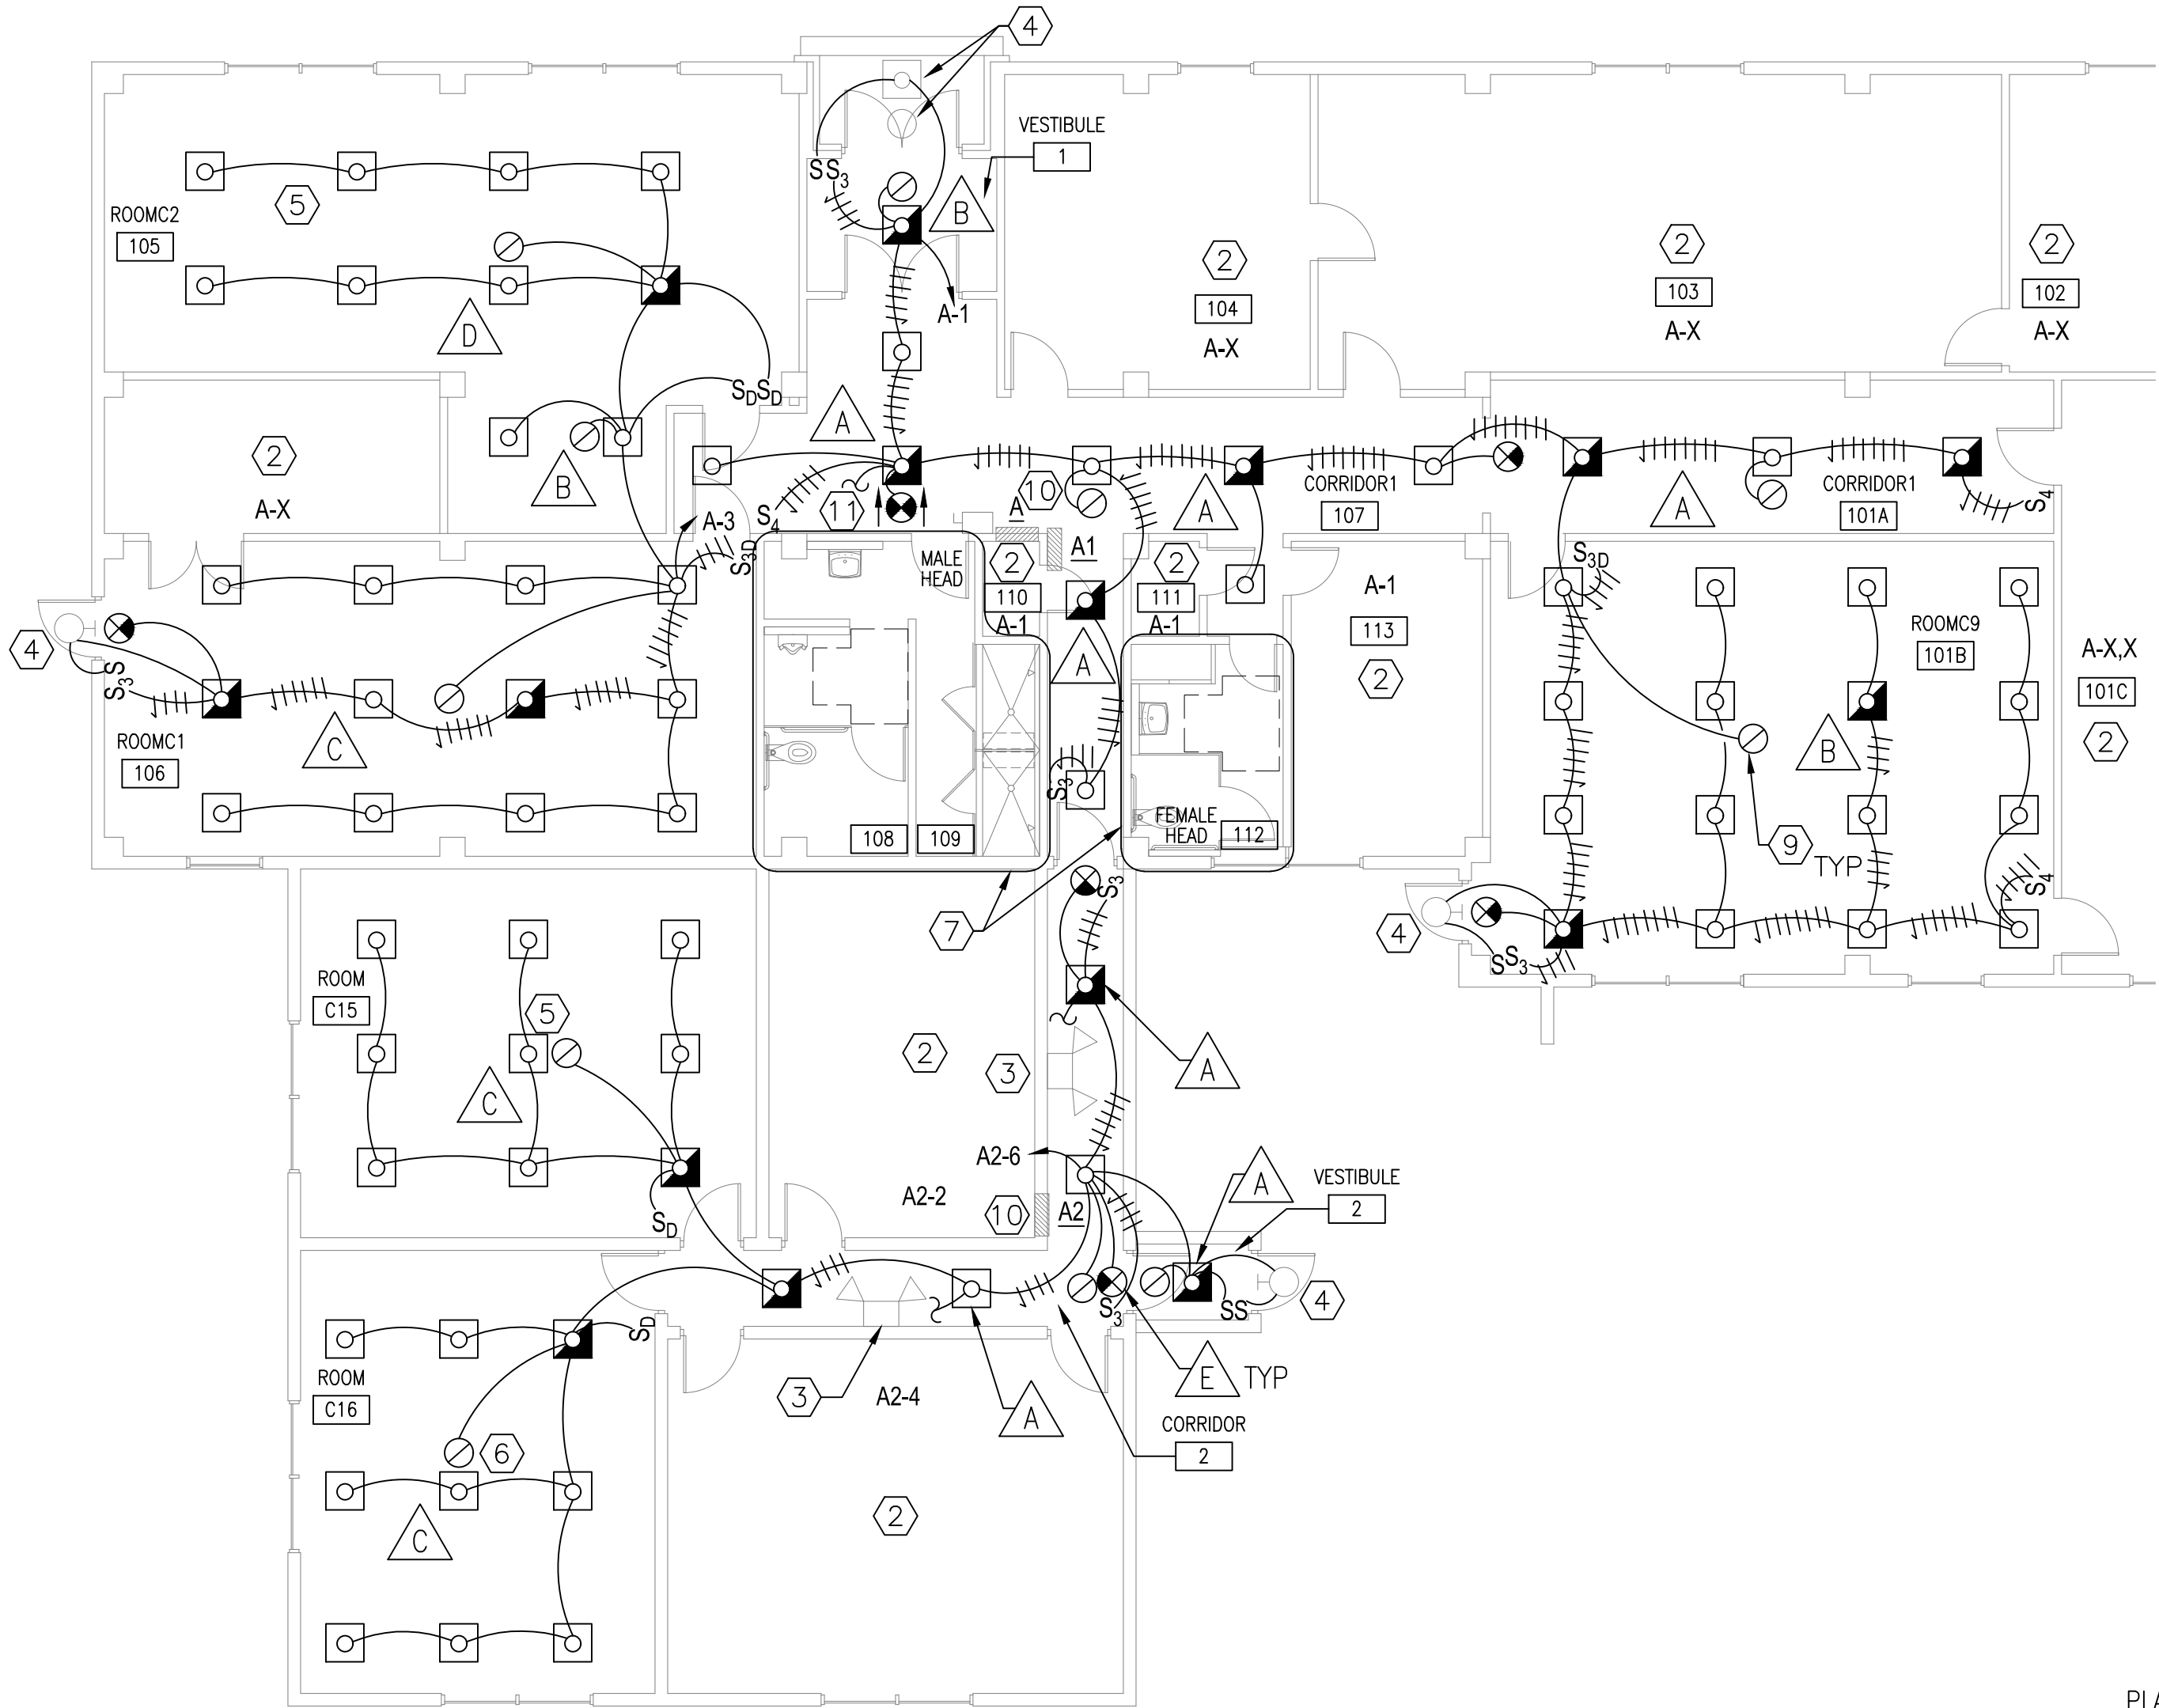 4
VESTIBULE
1
SS3
B
5
ROOMC2
105
2
104
A-X
2
103
A-X
2
102
A-X
A-1
D
SDSD
A
2
A-X
B
A-3
S4
11
10
A
A1
A
CORRIDOR1
107
A
CORRIDOR1
101A
S4
S3D
MALE
HEAD
2
110
A-1
2
111
A-1
A-1
113
2
S3D
ROOMC9
101B
A-X,X
101C
2
4
S3S
ROOMC1
106
C
A
S3
B
9
TYP
108
109
FEMALE
HEAD
112
7
S3
S4
4
SS3
ROOM
C15
5
C
2
3
A
A2-6
A2-2
10
A2
A
VESTIBULE
2
SD
4
S3
SS
SD
ROOM
C16
3
A2-4
A
E
TYP
CORRIDOR
2
6
C
2
PLA